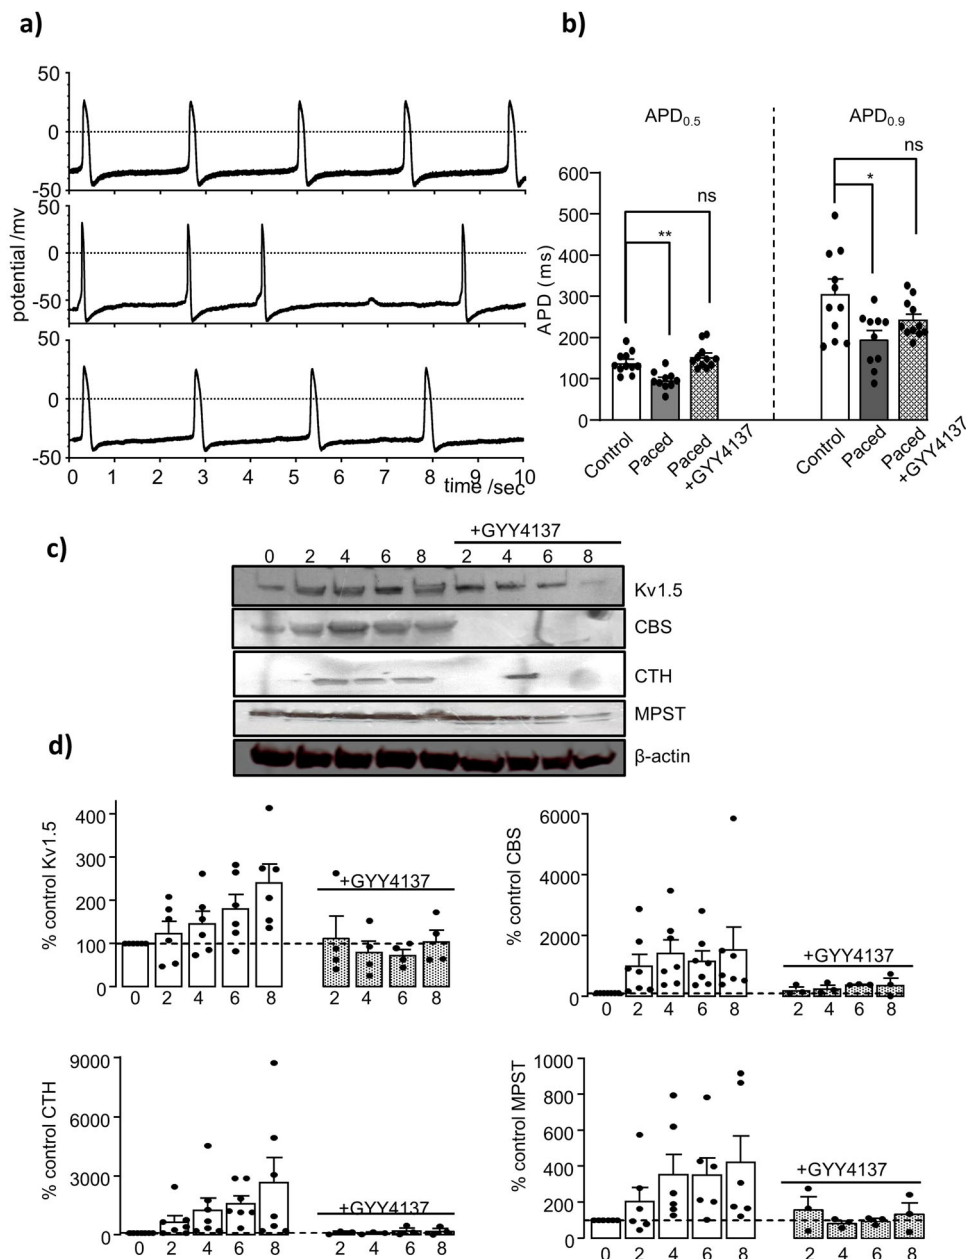 a)
50
0
-50
50
0
-50
50
0
-50
potential /mv
0 1 2 3 4 5 6 7 8 9 10
time /sec
b)
APD0.5
APD0.9
ns
**
ns
*
600
500
400
300
200
100
0
APD (ms)
Control
Paced
Paced
+GYY4137
Control
Paced
Paced
+GYY4137
c)
+GYY4137
0 2 4 6 8 2 4 6 8
Kv1.5
CBS
CTH
MPST
β-actin
d)
% control Kv1.5
400
300
200
100
0
+GYY4137
0 2 4 6 8 2 4 6 8
% control CBS
6000
4000
2000
0
+GYY4137
0 2 4 6 8 2 4 6 8
% control CTH
9000
6000
3000
0
+GYY4137
0 2 4 6 8 2 4 6 8
% control MPST
1000
800
600
400
200
0
+GYY4137
0 2 4 6 8 2 4 6 8